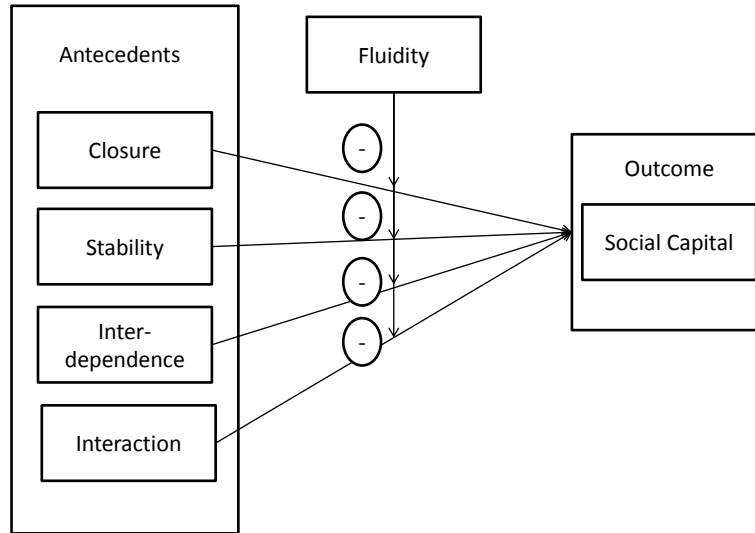 Antecedents
Fluidity
Closure
-
Outcome
-
Stability
Social Capital
-
Inter-
dependence
-
Interaction